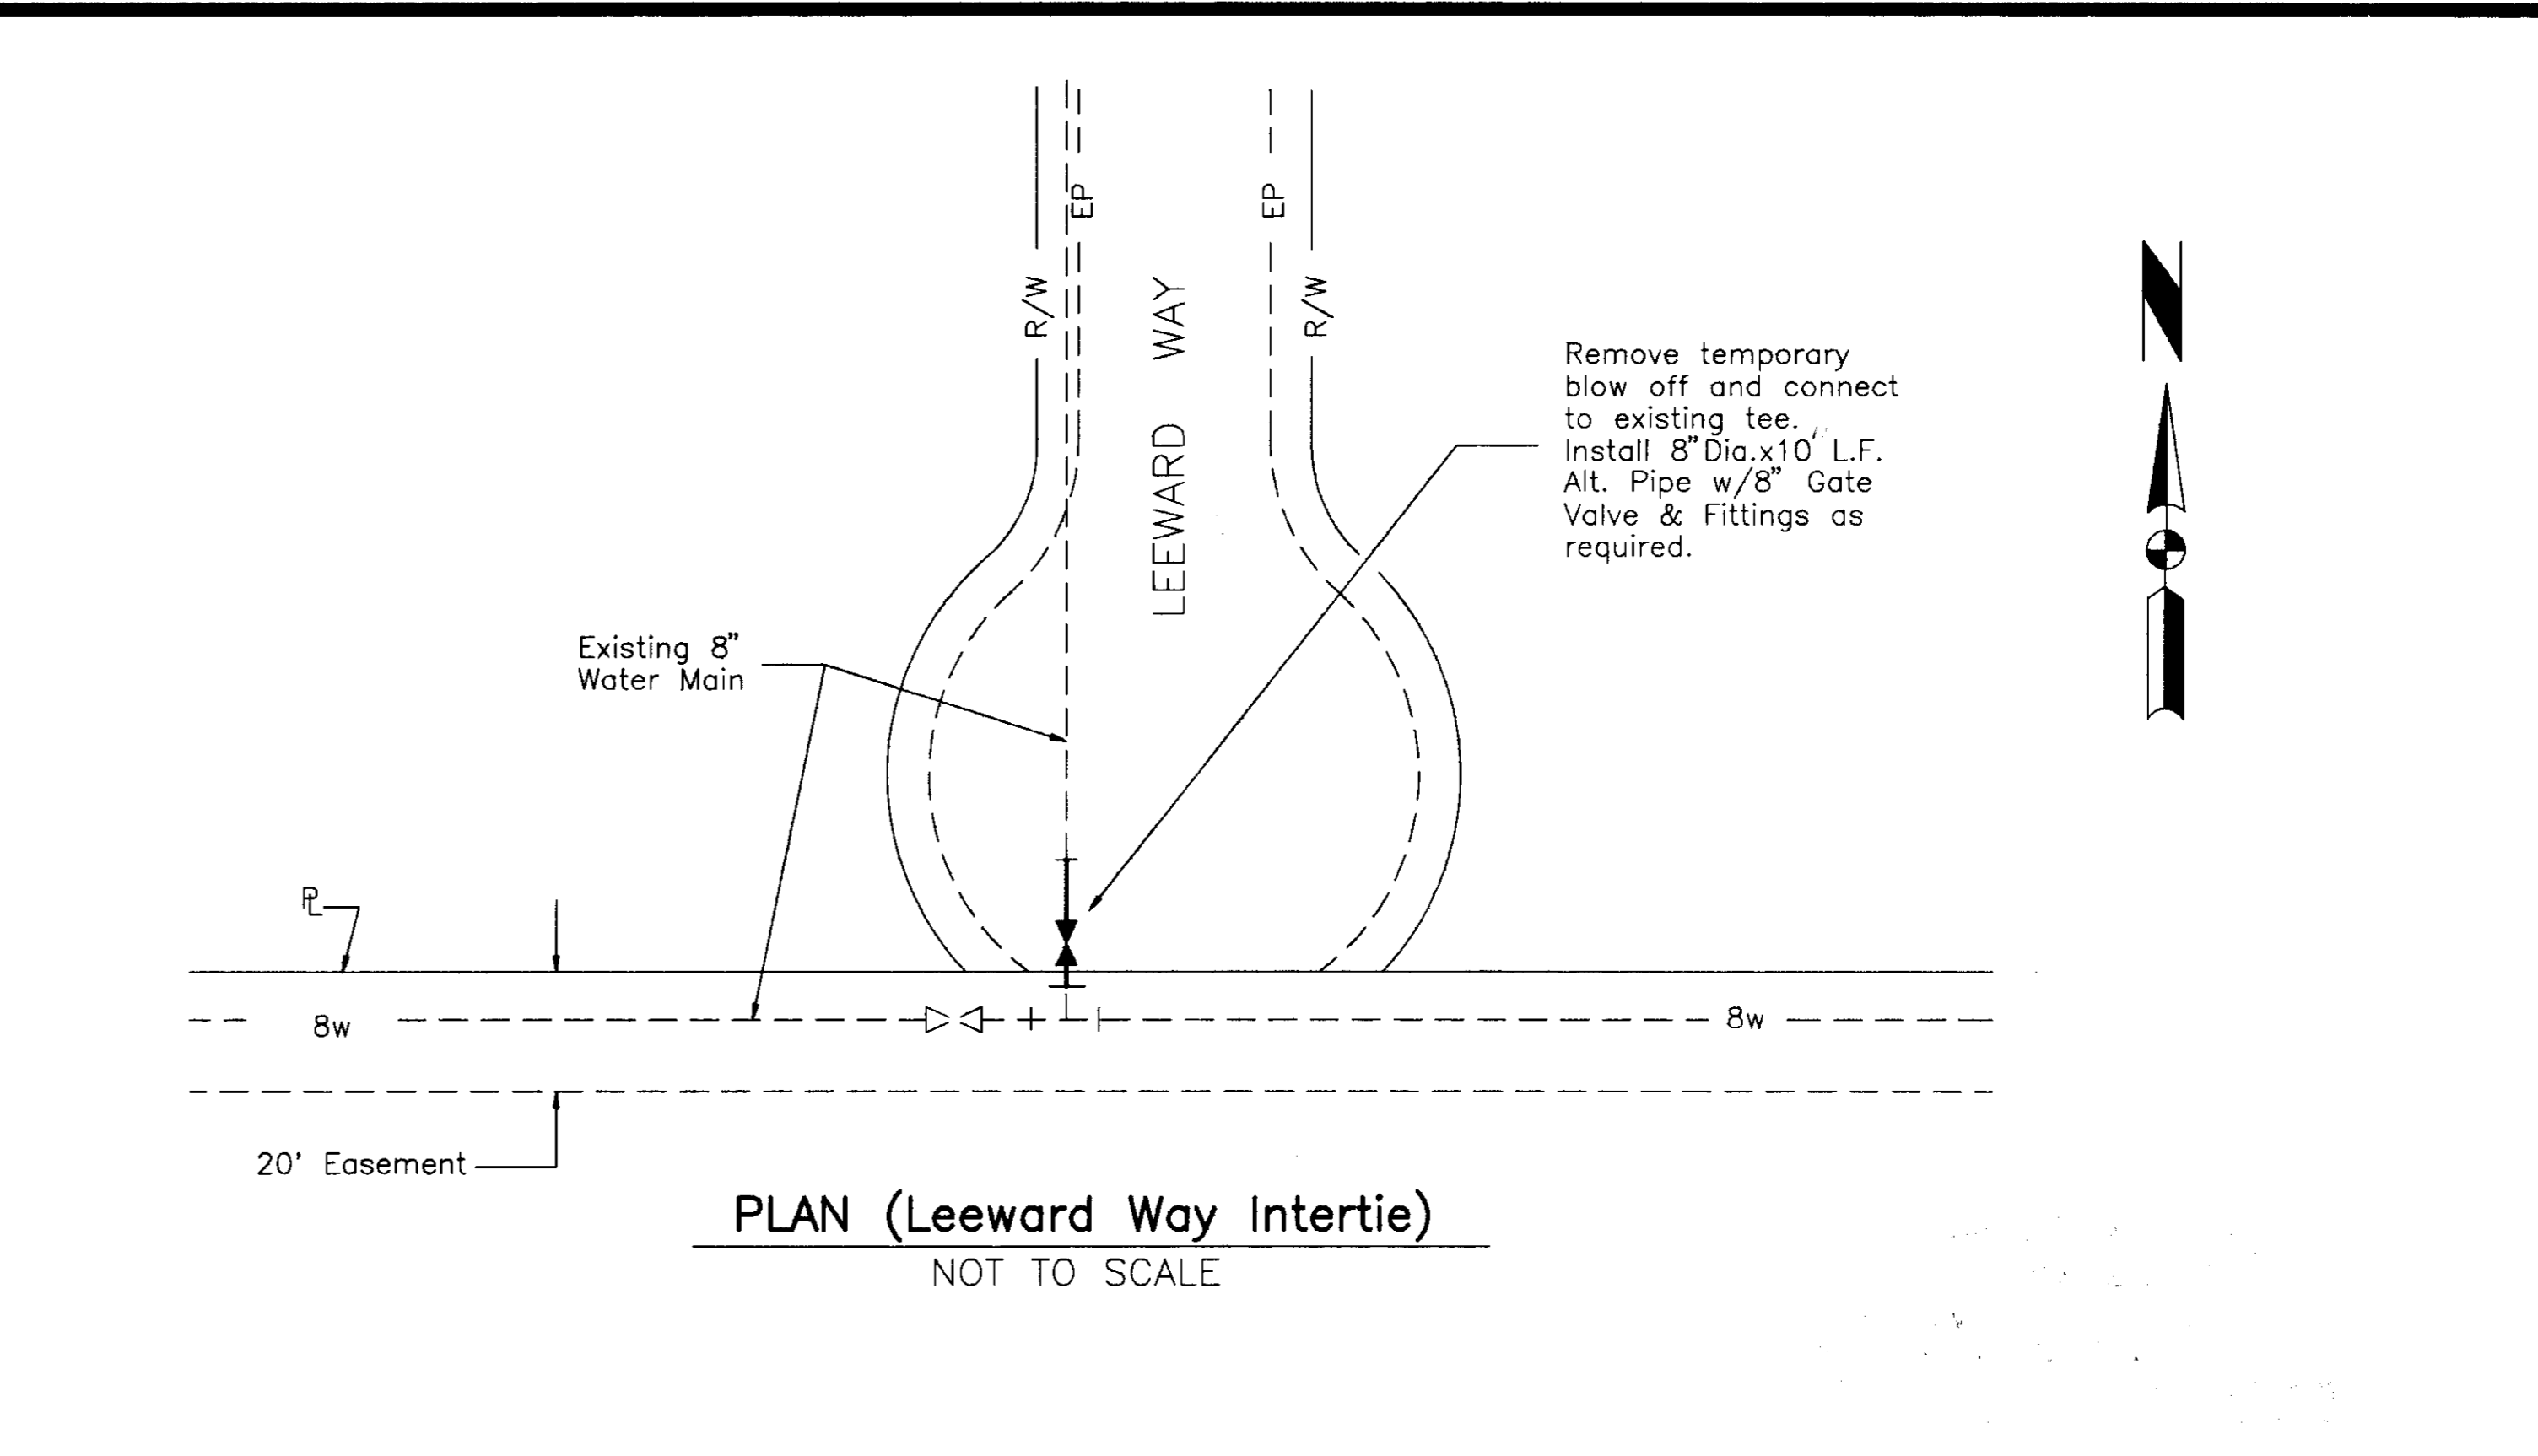 EP
EP
R/W
R/W
LEEWARD WAY
N
Remove temporary
blow off and connect
to existing tee.
Install 8"Dia.x10' L.F.
Alt. Pipe w/8" Gate
Valve & Fittings as
required.
Existing 8"
Water Main
PL
8w
8w
20' Easement
PLAN (Leeward Way Intertie)
NOT TO SCALE